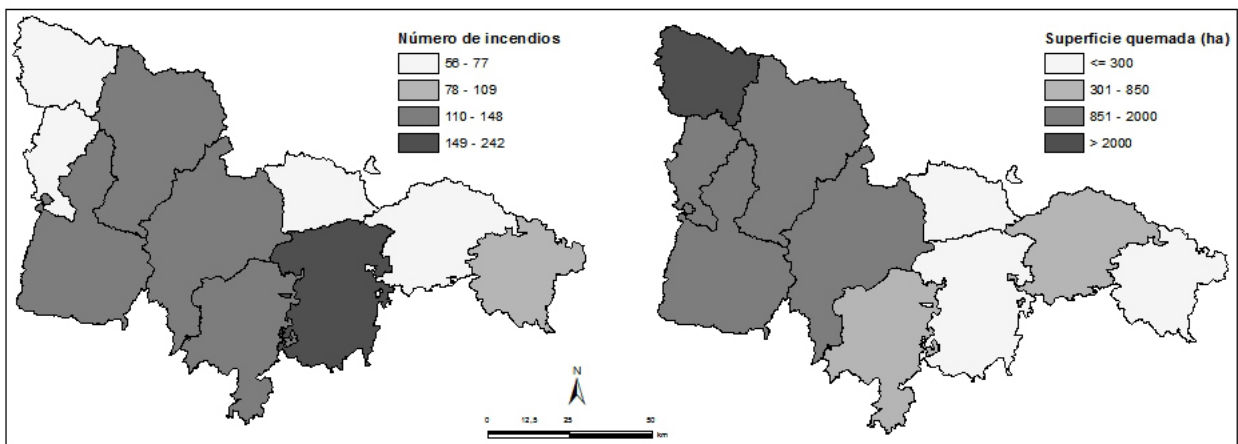 Número de incendios
56 - 77
78 - 109
110 - 148
149 - 242
Superficie quemada (ha)
<= 300
301 - 850
851 - 2000
> 2000
N
0 12,5 25 50
km